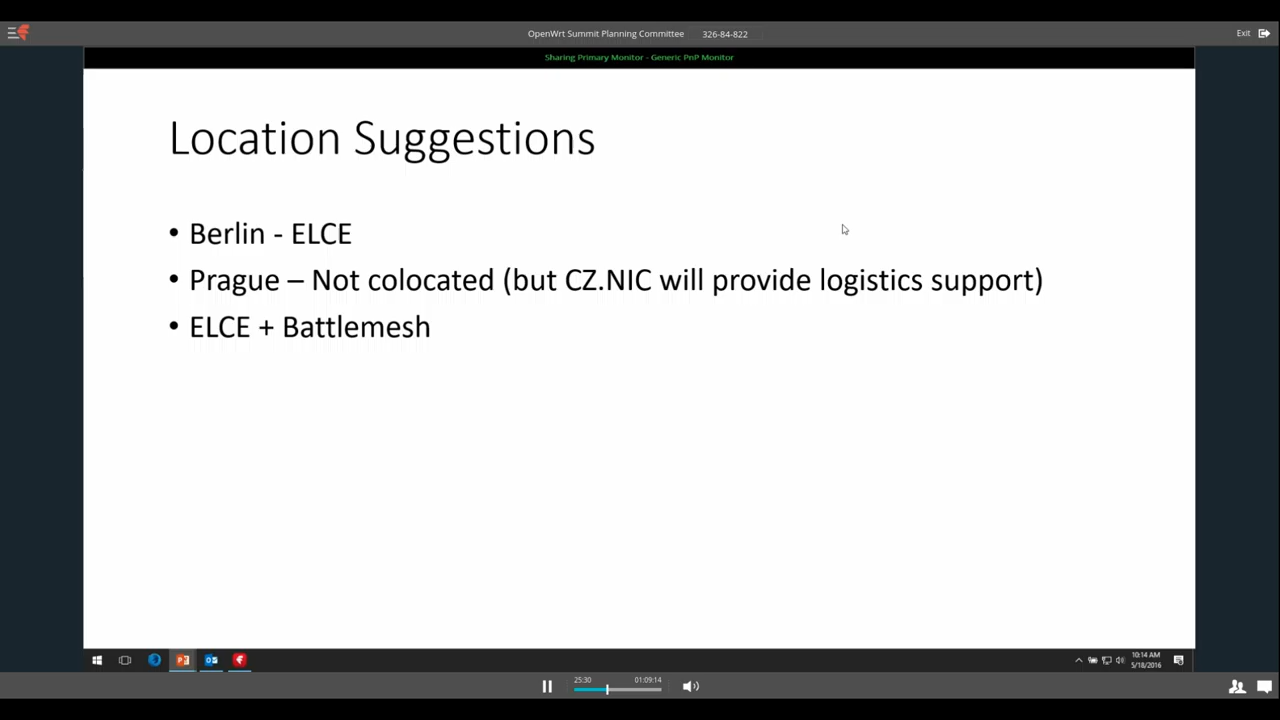 OpenWrt Summit Planning Committee 326-84-822
Exit
Sharing Primary Monitor - Generic PnP Monitor
Location Suggestions
• Berlin - ELCE
• Prague – Not colocated (but CZ.NIC will provide logistics support)
• ELCE + Battlemesh
10:14 AM
5/18/2016
25:30 01:09:14